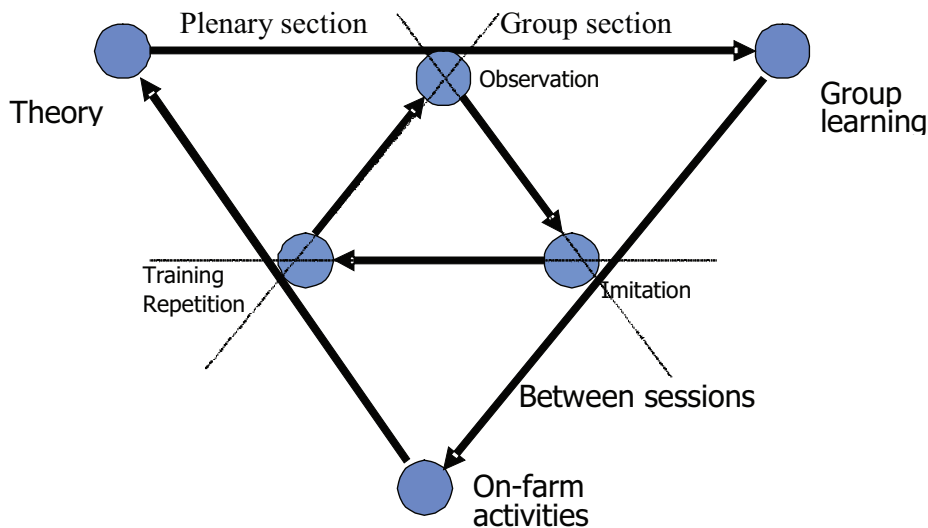 Plenary section
Group section
Observation
Theory
Group
learning
Training
Repetition
Imitation
Between sessions
On-farm
activities